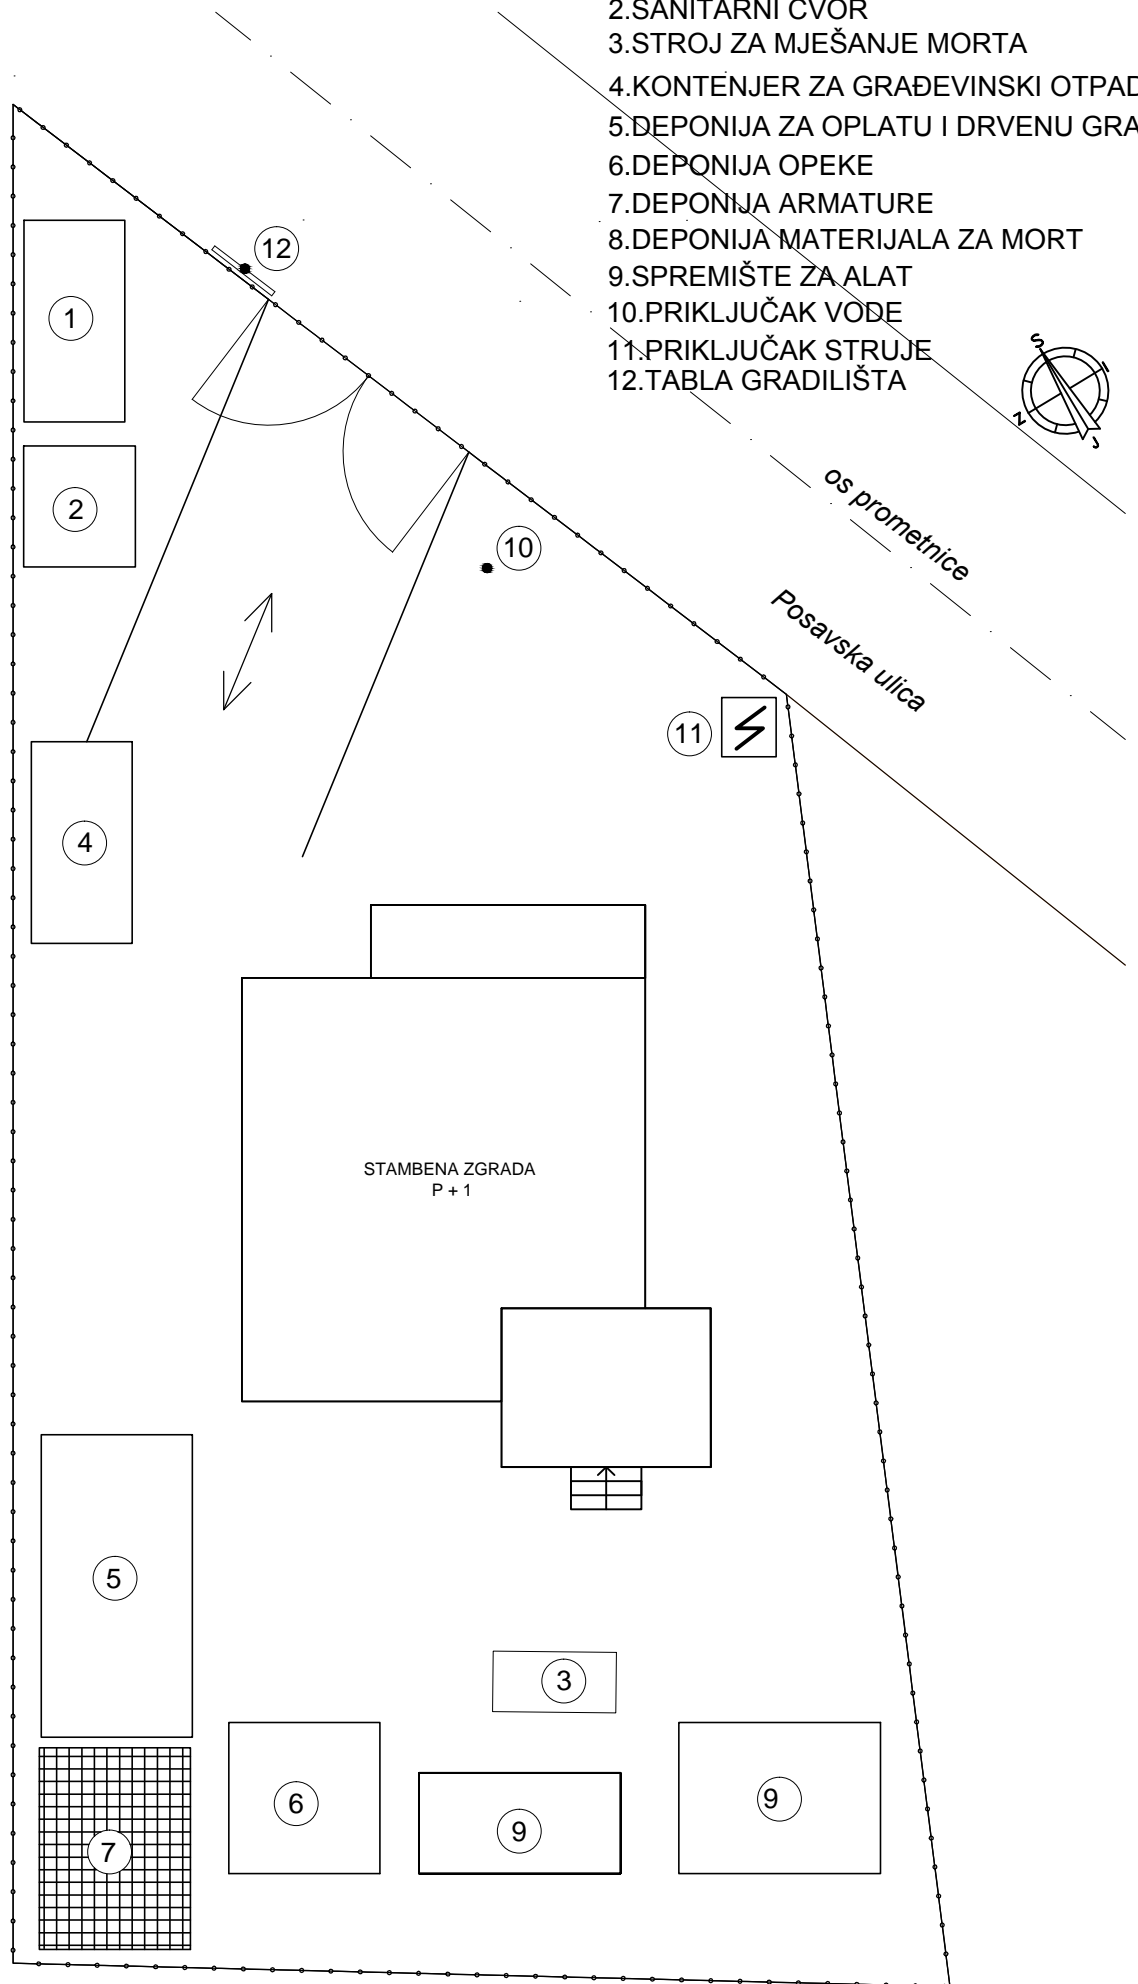 2.SANITARNI ČVOR
3.STROJ ZA MJEŠANJE MORTA
4.KONTENJER ZA GRAĐEVINSKI OTPAD
5.DEPONIJA ZA OPLATU I DRVENU GRA
6.DEPONIJA OPEKE
7.DEPONIJA ARMATURE
8.DEPONIJA MATERIJALA ZA MORT
9.SPREMIŠTE ZA ALAT
10.PRIKLJUČAK VODE
11.PRIKLJUČAK STRUJE
12.TABLA GRADILIŠTA
12
1
S
I
Z
J
2
os prometnice
10
Posavska ulica
11
4
STAMBENA ZGRADA
P + 1
5
3
6
9
9
7